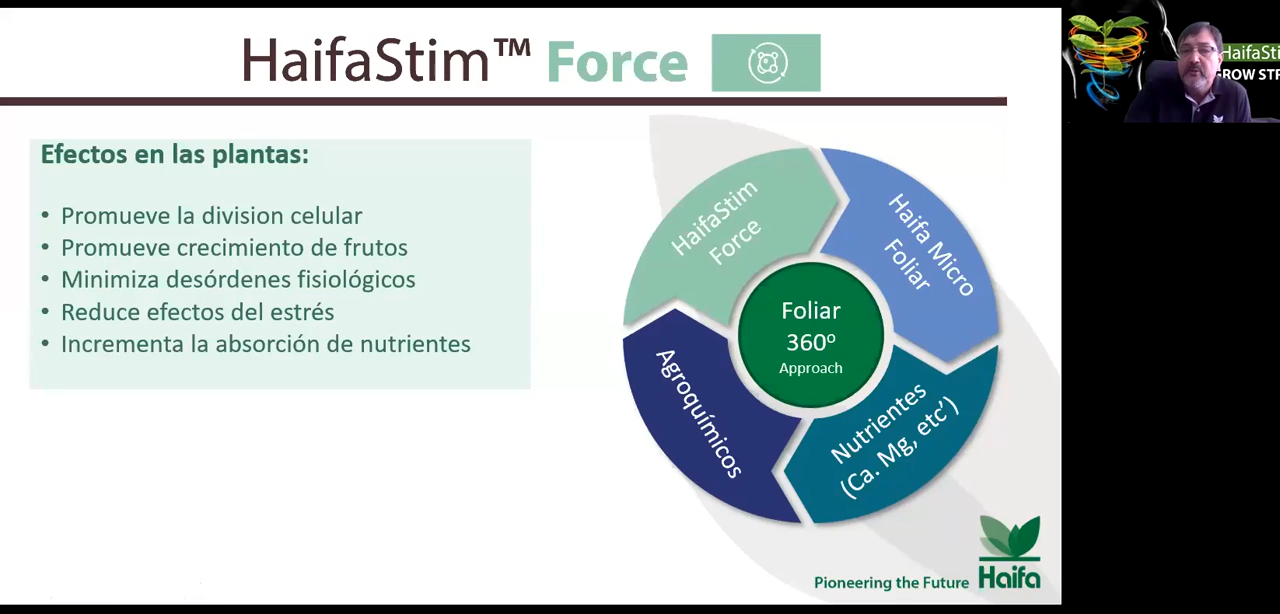 HaifaStim™ Force
Efectos en las plantas:
• Promueve la division celular
• Promueve crecimiento de frutos
• Minimiza desórdenes fisiológicos
• Reduce efectos del estrés
• Incrementa la absorción de nutrientes
HaifaStim
Force
Haifa Micro
Foliar
Nutrientes
(Ca. Mg, etc’)
Agroquímicos
Foliar
360º
Approach
Pioneering the Future
Haifa
HaifaSti
ROW STR